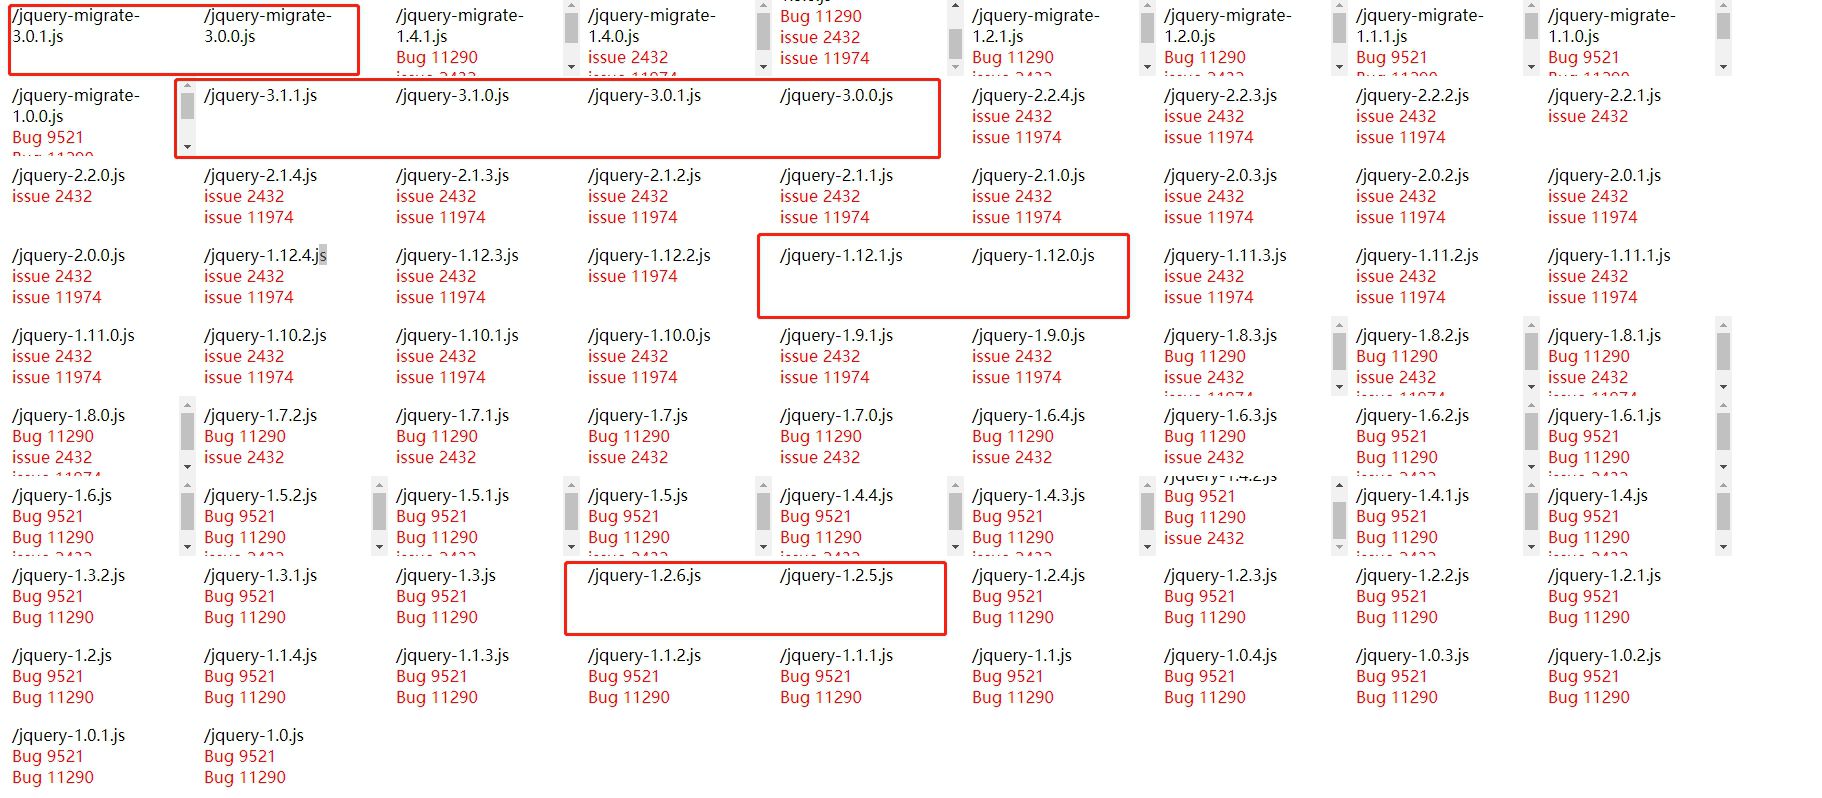 /jquery-migrate-
3.0.1.js
/jquery-migrate-
3.0.0.js
/jquery-migrate-
1.4.1.js
Bug 11290
/jquery-migrate-
1.4.0.js
issue 2432
Bug 11290
issue 2432
issue 11974
/jquery-migrate-
1.2.1.js
Bug 11290
/jquery-migrate-
1.2.0.js
Bug 11290
/jquery-migrate-
1.1.1.js
Bug 9521
/jquery-migrate-
1.1.0.js
Bug 9521
/jquery-migrate-
1.0.0.js
Bug 9521
/jquery-3.1.1.js
/jquery-3.1.0.js
/jquery-3.0.1.js
/jquery-3.0.0.js
/jquery-2.2.4.js
issue 2432
issue 11974
/jquery-2.2.3.js
issue 2432
issue 11974
/jquery-2.2.2.js
issue 2432
issue 11974
/jquery-2.2.1.js
issue 2432
/jquery-2.2.0.js
issue 2432
/jquery-2.1.4.js
issue 2432
issue 11974
/jquery-2.1.3.js
issue 2432
issue 11974
/jquery-2.1.2.js
issue 2432
issue 11974
/jquery-2.1.1.js
issue 2432
issue 11974
/jquery-2.1.0.js
issue 2432
issue 11974
/jquery-2.0.3.js
issue 2432
issue 11974
/jquery-2.0.2.js
issue 2432
issue 11974
/jquery-2.0.1.js
issue 2432
issue 11974
/jquery-2.0.0.js
issue 2432
issue 11974
/jquery-1.12.4.js
issue 2432
issue 11974
/jquery-1.12.3.js
issue 2432
issue 11974
/jquery-1.12.2.js
issue 11974
/jquery-1.12.1.js
/jquery-1.12.0.js
/jquery-1.11.3.js
issue 2432
issue 11974
/jquery-1.11.2.js
issue 2432
issue 11974
/jquery-1.11.1.js
issue 2432
issue 11974
/jquery-1.11.0.js
issue 2432
issue 11974
/jquery-1.10.2.js
issue 2432
issue 11974
/jquery-1.10.1.js
issue 2432
issue 11974
/jquery-1.10.0.js
issue 2432
issue 11974
/jquery-1.9.1.js
issue 2432
issue 11974
/jquery-1.9.0.js
issue 2432
issue 11974
/jquery-1.8.3.js
Bug 11290
issue 2432
/jquery-1.8.2.js
Bug 11290
issue 2432
/jquery-1.8.1.js
Bug 11290
issue 2432
/jquery-1.8.0.js
Bug 11290
issue 2432
/jquery-1.7.2.js
Bug 11290
issue 2432
/jquery-1.7.1.js
Bug 11290
issue 2432
/jquery-1.7.js
Bug 11290
issue 2432
/jquery-1.7.0.js
Bug 11290
issue 2432
/jquery-1.6.4.js
Bug 11290
issue 2432
/jquery-1.6.3.js
Bug 11290
issue 2432
/jquery-1.6.2.js
Bug 9521
Bug 11290
/jquery-1.6.1.js
Bug 9521
Bug 11290
/jquery-1.6.js
Bug 9521
Bug 11290
/jquery-1.5.2.js
Bug 9521
Bug 11290
/jquery-1.5.1.js
Bug 9521
Bug 11290
/jquery-1.5.js
Bug 9521
Bug 11290
/jquery-1.4.4.js
Bug 9521
Bug 11290
/jquery-1.4.3.js
Bug 9521
Bug 11290
/jquery-1.4.2.js
Bug 9521
Bug 11290
issue 2432
/jquery-1.4.1.js
Bug 9521
Bug 11290
/jquery-1.4.js
Bug 9521
Bug 11290
/jquery-1.3.2.js
Bug 9521
Bug 11290
/jquery-1.3.1.js
Bug 9521
Bug 11290
/jquery-1.3.js
Bug 9521
Bug 11290
/jquery-1.2.6.js
/jquery-1.2.5.js
/jquery-1.2.4.js
Bug 9521
Bug 11290
/jquery-1.2.3.js
Bug 9521
Bug 11290
/jquery-1.2.2.js
Bug 9521
Bug 11290
/jquery-1.2.1.js
Bug 9521
Bug 11290
/jquery-1.2.js
Bug 9521
Bug 11290
/jquery-1.1.4.js
Bug 9521
Bug 11290
/jquery-1.1.3.js
Bug 9521
Bug 11290
/jquery-1.1.2.js
Bug 9521
Bug 11290
/jquery-1.1.1.js
Bug 9521
Bug 11290
/jquery-1.1.js
Bug 9521
Bug 11290
/jquery-1.0.4.js
Bug 9521
Bug 11290
/jquery-1.0.3.js
Bug 9521
Bug 11290
/jquery-1.0.2.js
Bug 9521
Bug 11290
/jquery-1.0.1.js
Bug 9521
Bug 11290
/jquery-1.0.js
Bug 9521
Bug 11290